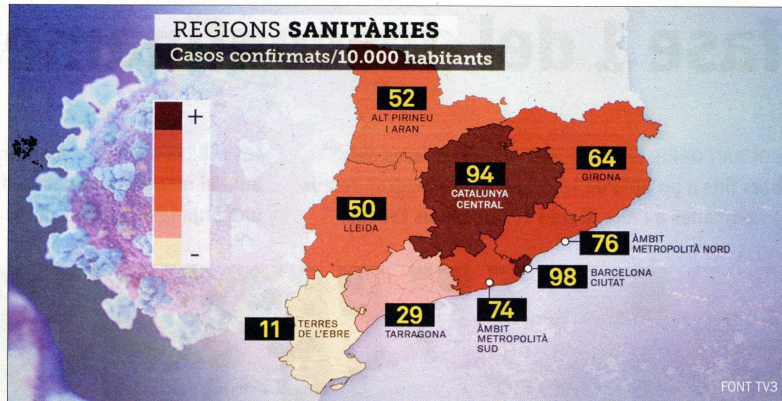 REGIONS SANITÀRIES
Casos confirmats/10.000 habitants
+
-
52
ALT PIRINEU
I ARAN
94
CATALUNYA
CENTRAL
64
GIRONA
50
LLEIDA
76
ÀMBIT
METROPOLITÀ NORD
98
BARCELONA
CIUTAT
74
ÀMBIT
METROPOLITÀ
SUD
29
TARRAGONA
11
TERRES
DE L'EBRE
FONT TV3